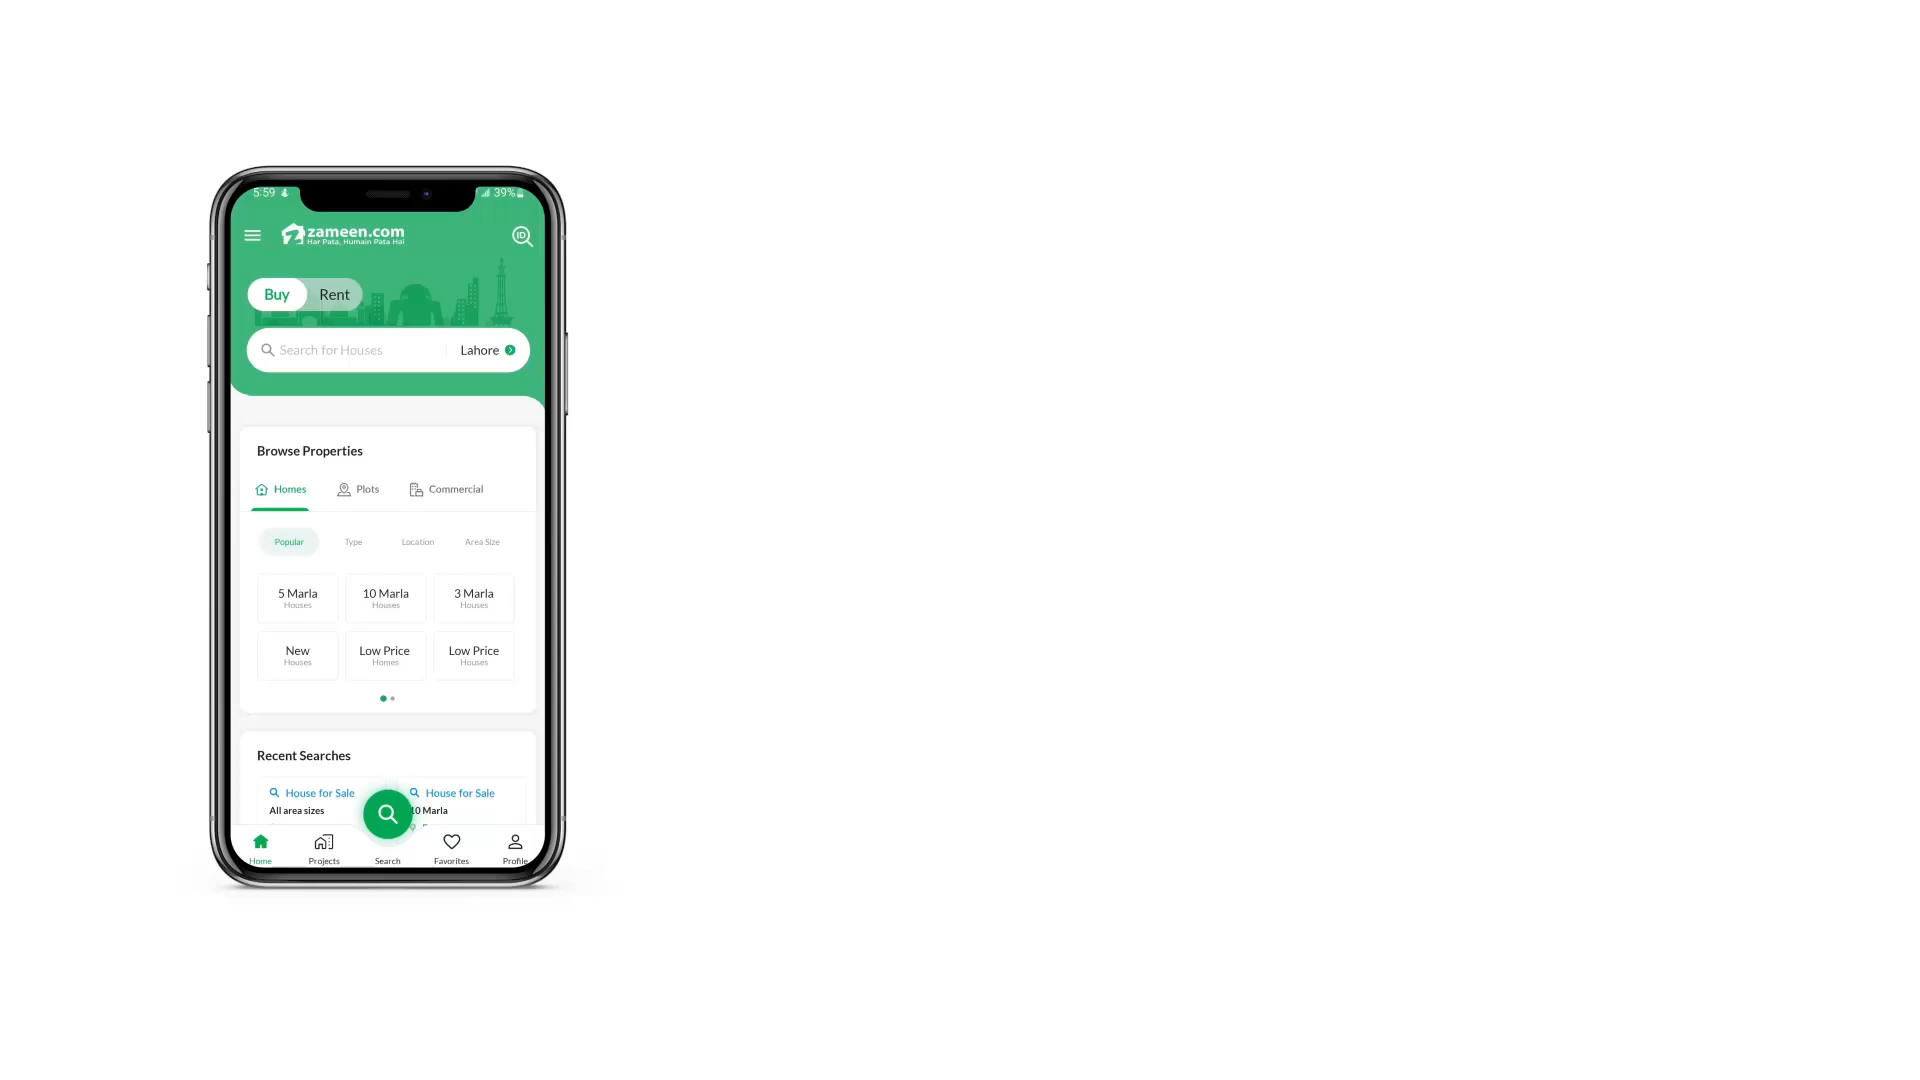 5:59
39%
zameen.com
Har Pata, Humain Pata Hai
ID
Buy Rent
Search for Houses Lahore
Browse Properties
Homes Plots Commercial
Popular Type Location Area Size
5 Marla 10 Marla 3 Marla
Houses Houses Houses
New Low Price Low Price
Houses Homes Houses
Recent Searches
House for Sale House for Sale
All area sizes 10 Marla
Home Projects Search Favorites Profile